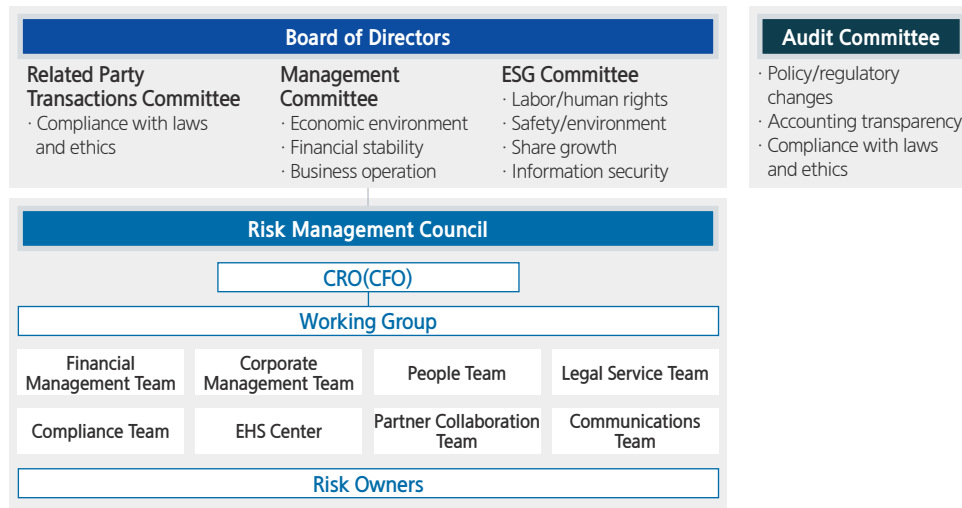 Board of Directors
Related Party
Transactions Committee
· Compliance with laws
and ethics
Management
Committee
· Economic environment
· Financial stability
· Business operation
ESG Committee
· Labor/human rights
· Safety/environment
· Share growth
· Information security
Audit Committee
· Policy/regulatory
changes
· Accounting transparency
· Compliance with laws
and ethics
Risk Management Council
CRO(CFO)
Working Group
Financial
Management Team
Corporate
Management Team
People Team
Legal Service Team
Compliance Team
EHS Center
Partner Collaboration
Team
Communications
Team
Risk Owners